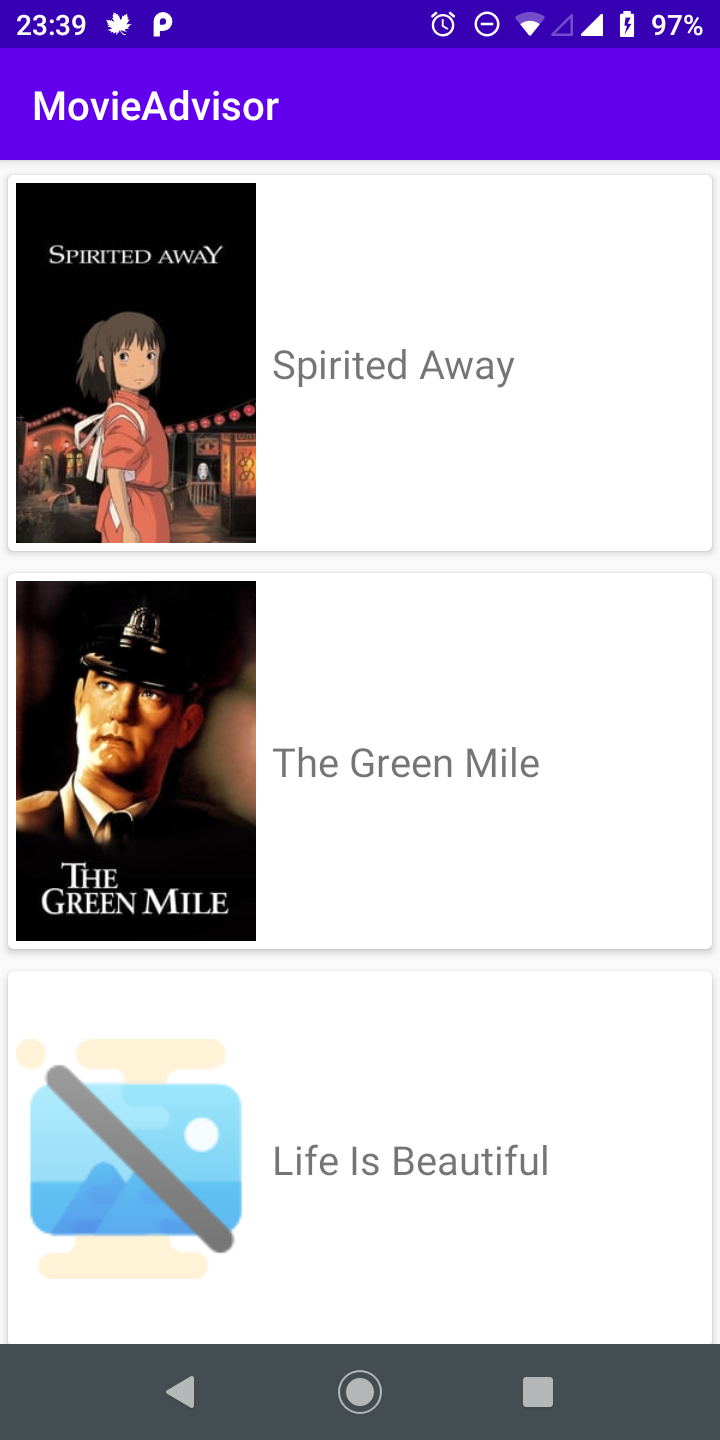 23:39
97%
MovieAdvisor
SPIRITED AWAY
Spirited Away
The Green Mile
THE
GREEN MILE
Life Is Beautiful